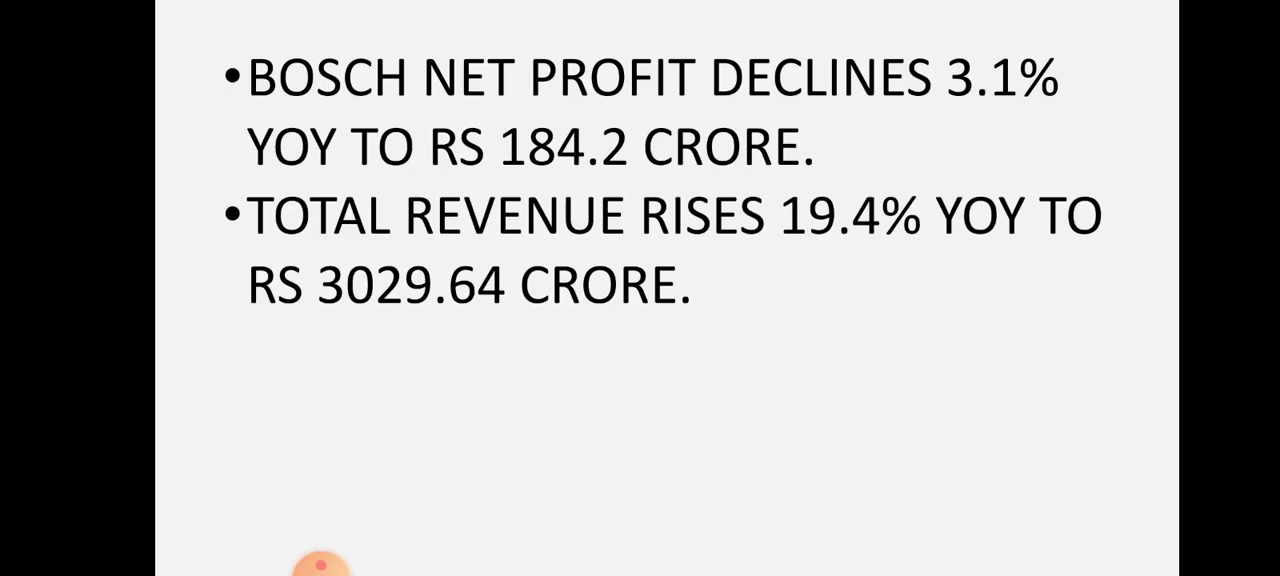 •BOSCH NET PROFIT DECLINES 3.1%
YOY TO RS 184.2 CRORE.
•TOTAL REVENUE RISES 19.4% YOY TO
RS 3029.64 CRORE.